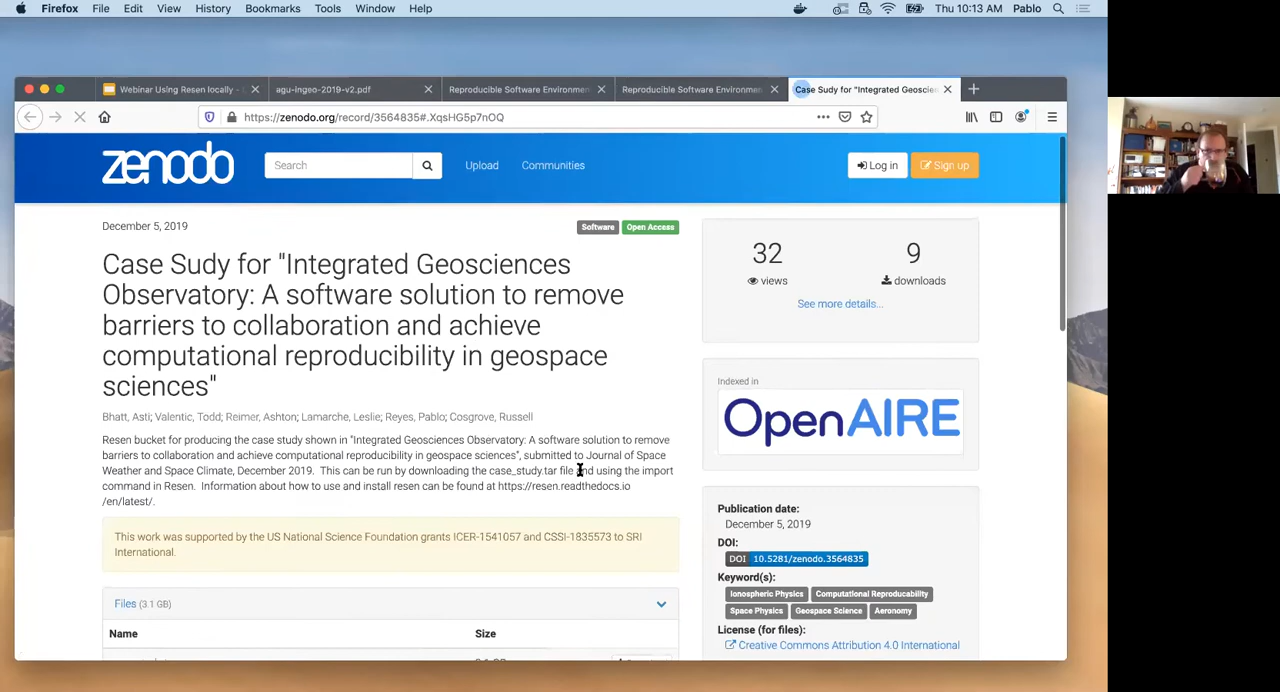 Firefox File Edit View History Bookmarks Tools Window Help Thu 10:13 AM Pablo
Webinar Using Resen locally - G agu-ingeo-2019-v2.pdf Reproducible Software Environmen Reproducible Software Environmen Case Sudy for "Integrated Geoscien
https://zenodo.org/record/3564835#.XqsHG5p7nOQ
zenodo Search Upload Communities Log in Sign up
December 5, 2019 Software Open Access
Case Sudy for "Integrated Geosciences
Observatory: A software solution to remove
barriers to collaboration and achieve
computational reproducibility in geospace
sciences"
Bhatt, Asti; Valentic, Todd; Reimer, Ashton; Lamarche, Leslie; Reyes, Pablo; Cosgrove, Russell
Resen bucket for producing the case study shown in "Integrated Geosciences Observatory: A software solution to remove
barriers to collaboration and achieve computational reproducibility in geospace sciences", submitted to Journal of Space
Weather and Space Climate, December 2019. This can be run by downloading the case_study.tar file and using the import
command in Resen. Information about how to use and install resen can be found at https://resen.readthedocs.io
/en/latest/.
This work was supported by the US National Science Foundation grants ICER-1541057 and CSSI-1835573 to SRI
International.
Files (3.1 GB)
Name Size
32 9
views downloads
See more details...
Indexed in
OpenAIRE
Publication date:
December 5, 2019
DOI:
DOI 10.5281/zenodo.3564835
Keyword(s):
Ionospheric Physics Computational Reproducability
Space Physics Geospace Science Aeronomy
License (for files):
Creative Commons Attribution 4.0 International